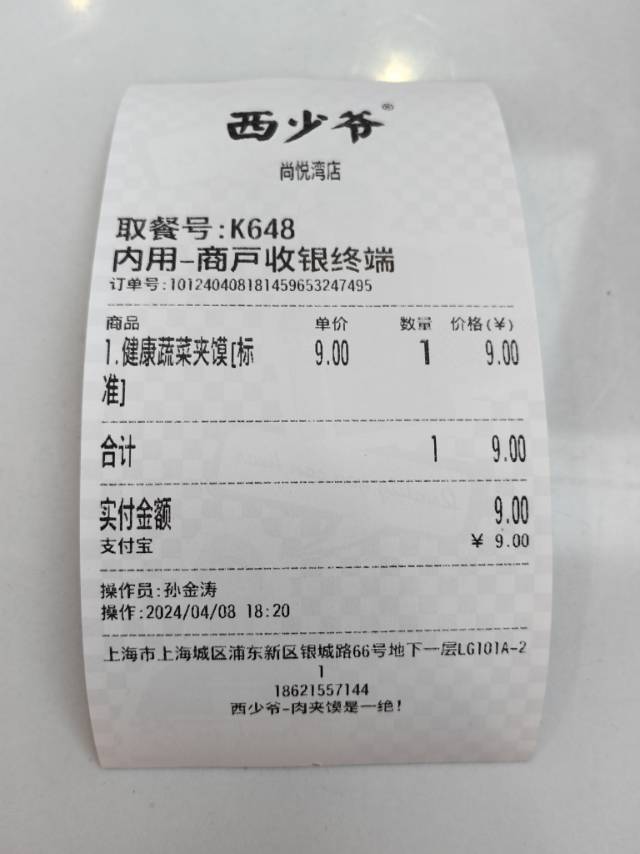 西少爷®
尚悦湾店
取餐号:K648
内用-商户收银终端
订单号:101240408181459653247495
商品 单价 数量 价格(¥)
1.健康蔬菜夹馍[标 9.00 1 9.00
准]
合计 1 9.00
实付金额 9.00
支付宝 ¥ 9.00
操作员:孙金涛
操作:2024/04/08 18:20
上海市上海城区浦东新区银城路66号地下一层LG101A-2
1
18621557144
西少爷-肉夹馍是一绝!